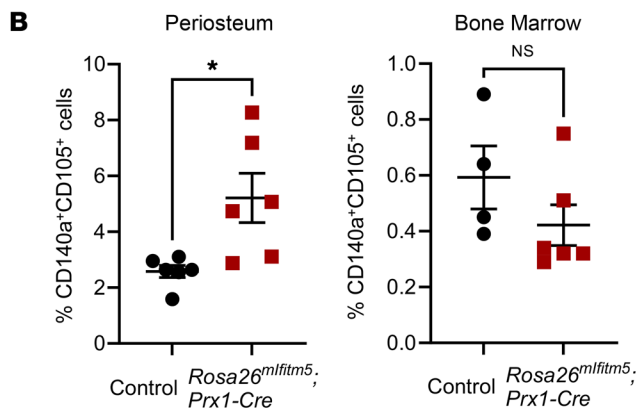 B
Periosteum
% CD140a⁺CD105⁺ cells
10
8
6
4
2
0
*
Control
Rosa26^mIfitm5;
Prx1-Cre
Bone Marrow
% CD140a⁺CD105⁺ cells
1.0
0.8
0.6
0.4
0.2
0.0
NS
Control
Rosa26^mIfitm5;
Prx1-Cre